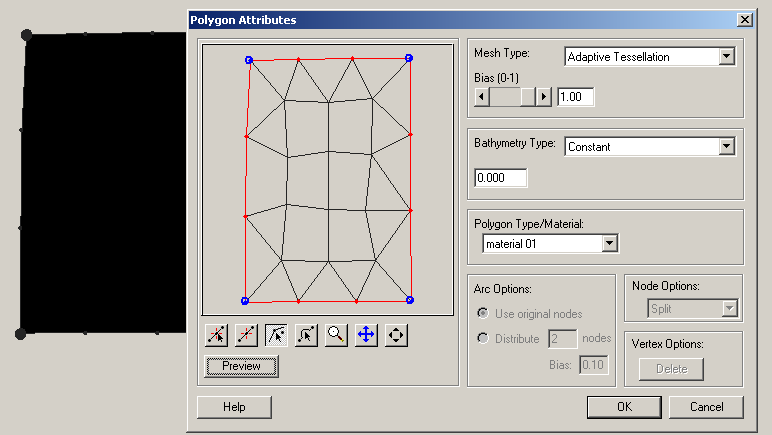 Polygon Attributes
Mesh Type:
Adaptive Tessellation
Bias (0-1)
1.00
Bathymetry Type:
Constant
0.000
Polygon Type/Material:
material 01
Arc Options:
Use original nodes
Distribute 2 nodes
Bias: 0.10
Node Options:
Split
Vertex Options:
Delete
Preview
Help
OK
Cancel